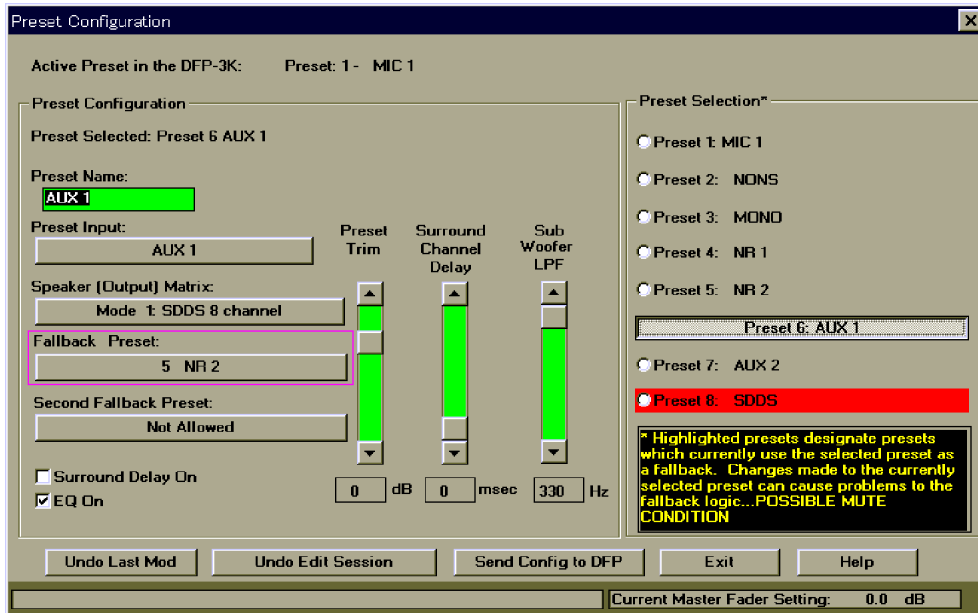 Preset Configuration
Active Preset in the DFP-3K: Preset: 1 - MIC 1
Preset Configuration
Preset Selected: Preset 6 AUX 1
Preset Name:
AUX 1
Preset Input:
AUX 1
Speaker (Output) Matrix:
Mode 1: SDDS 8 channel
Fallback Preset:
5 NR 2
Second Fallback Preset:
Not Allowed
Surround Delay On
EQ On
Preset
Trim
Surround
Channel
Delay
Sub
Woofer
LPF
0 dB
0 msec
330 Hz
Preset Selection*
Preset 1: MIC 1
Preset 2: NONS
Preset 3: MONO
Preset 4: NR 1
Preset 5: NR 2
Preset 6: AUX 1
Preset 7: AUX 2
Preset 8: SDDS
* Highlighted presets designate presets
which currently use the selected preset as
a fallback. Changes made to the currently
selected preset can cause problems to the
fallback logic...POSSIBLE MUTE
CONDITION
Undo Last Mod
Undo Edit Session
Send Config to DFP
Exit
Help
Current Master Fader Setting: 0.0 dB